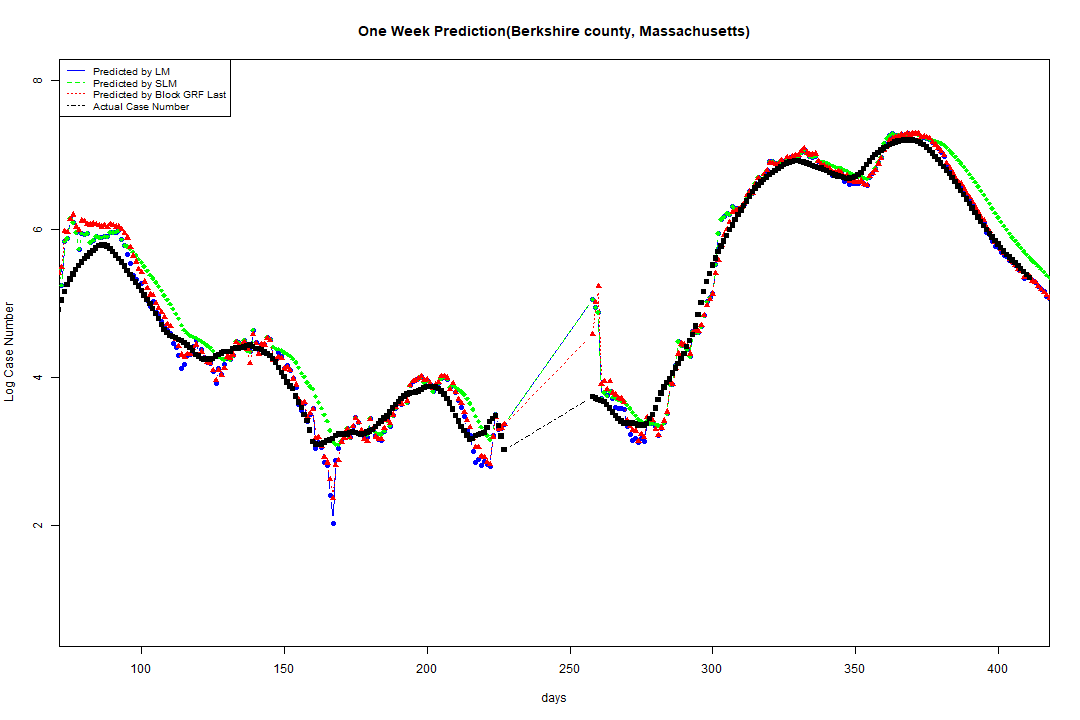 One Week Prediction(Berkshire county, Massachusetts)
Predicted by LM
Predicted by SLM
Predicted by Block GRF Last
Actual Case Number
8
6
4
2
Log Case Number
100 150 200 250 300 350 400
days